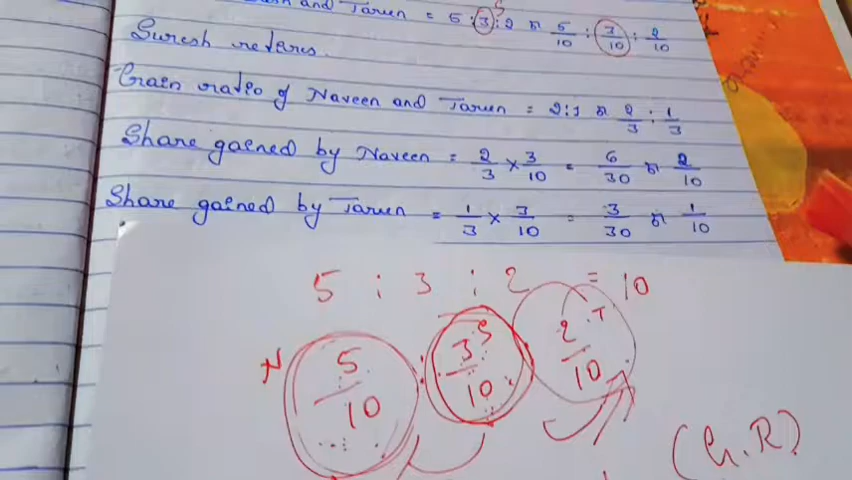 and Tarun = 5 : 3 : 2 or 5/10 : 3/10 : 2/10
Suresh retires.
Gain ratio of Naveen and Tarun = 2:1 or 2/3 : 1/3
Share gained by Naveen = 2/3 × 3/10 = 6/30 or 2/10
Share gained by Tarun = 1/3 × 3/10 = 3/30 or 1/10
5 : 3 : 2 = 10
N 5/10 : 3/10 S 2/10 T
(G.R)